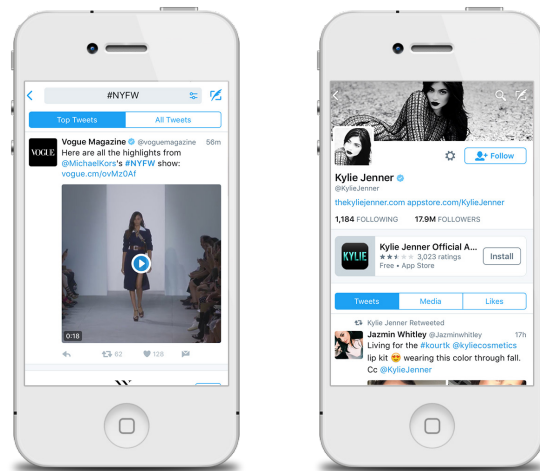 #NYFW
Top Tweets
All Tweets
VOGUE
Vogue Magazine @voguemagazine 56m
Here are all the highlights from
@MichaelKors's #NYFW show:
vogue.cm/ovMz0Af
0:18
62
128
W
Follow
Kylie Jenner
@KylieJenner
thekyliejenner.com appstore.com/KylieJenner
1,184 FOLLOWING 17.9M FOLLOWERS
KYLIE
Kylie Jenner Official A...
3,023 ratings
Free • App Store
Install
Tweets
Media
Likes
Kylie Jenner Retweeted
Jazmin Whitley @Jazminwhitley 17h
Living for the #kourtk @kyliecosmetics
lip kit 😍 wearing this color through fall.
Cc @KylieJenner